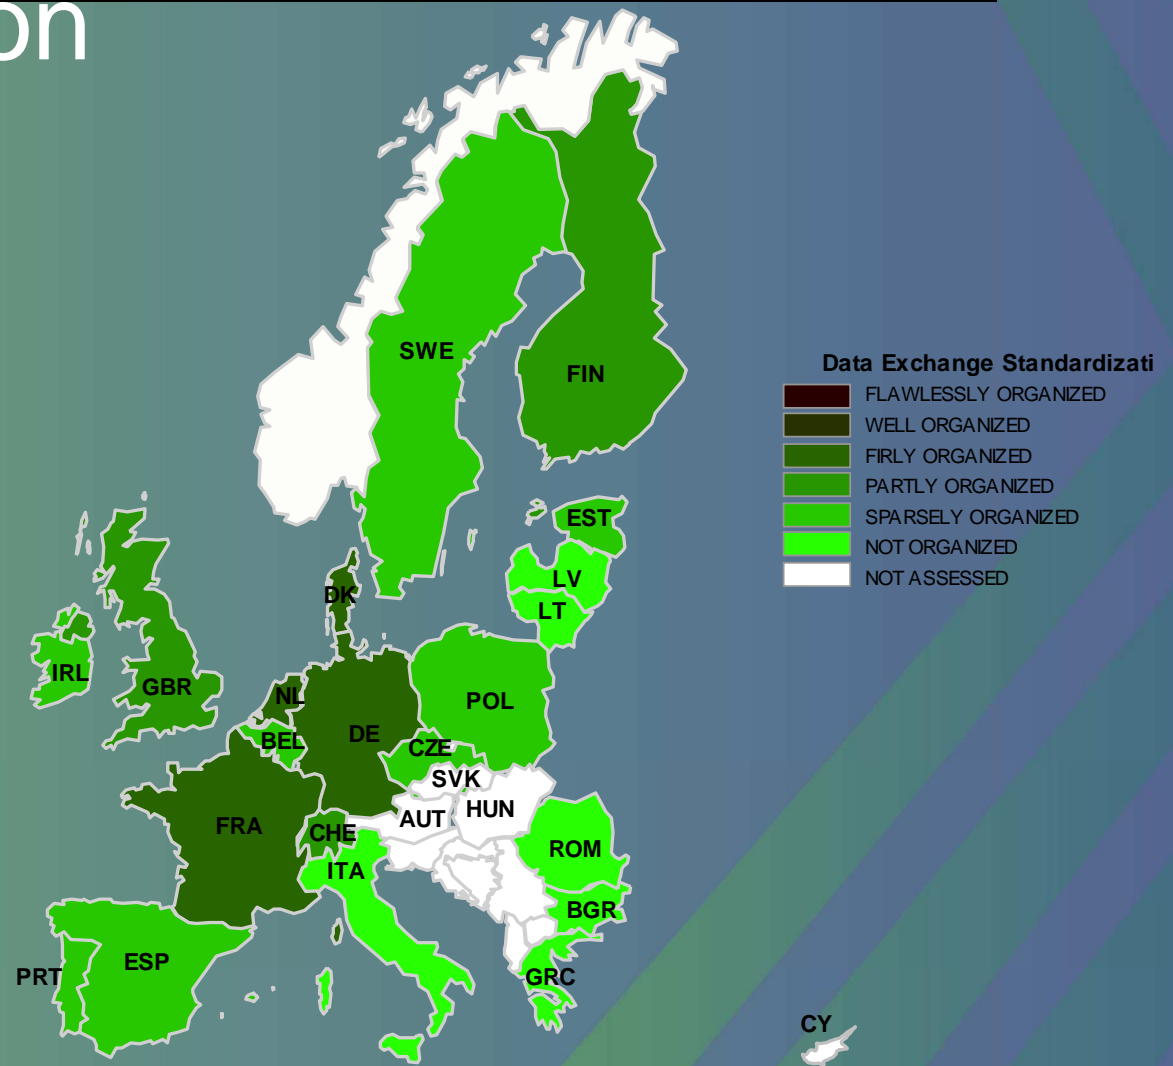 on
SWE
FIN
Data Exchange Standardizati
FLAWLESSLY ORGANIZED
WELL ORGANIZED
FIRLY ORGANIZED
PARTLY ORGANIZED
SPARSELY ORGANIZED
NOT ORGANIZED
NOT ASSESSED
EST
LV
LT
DK
IRL
GBR
NL
POL
BEL
DE
CZE
SVK
HUN
AUT
FRA
CHE
ROM
ITA
BGR
ESP
PRT
GRC
CY